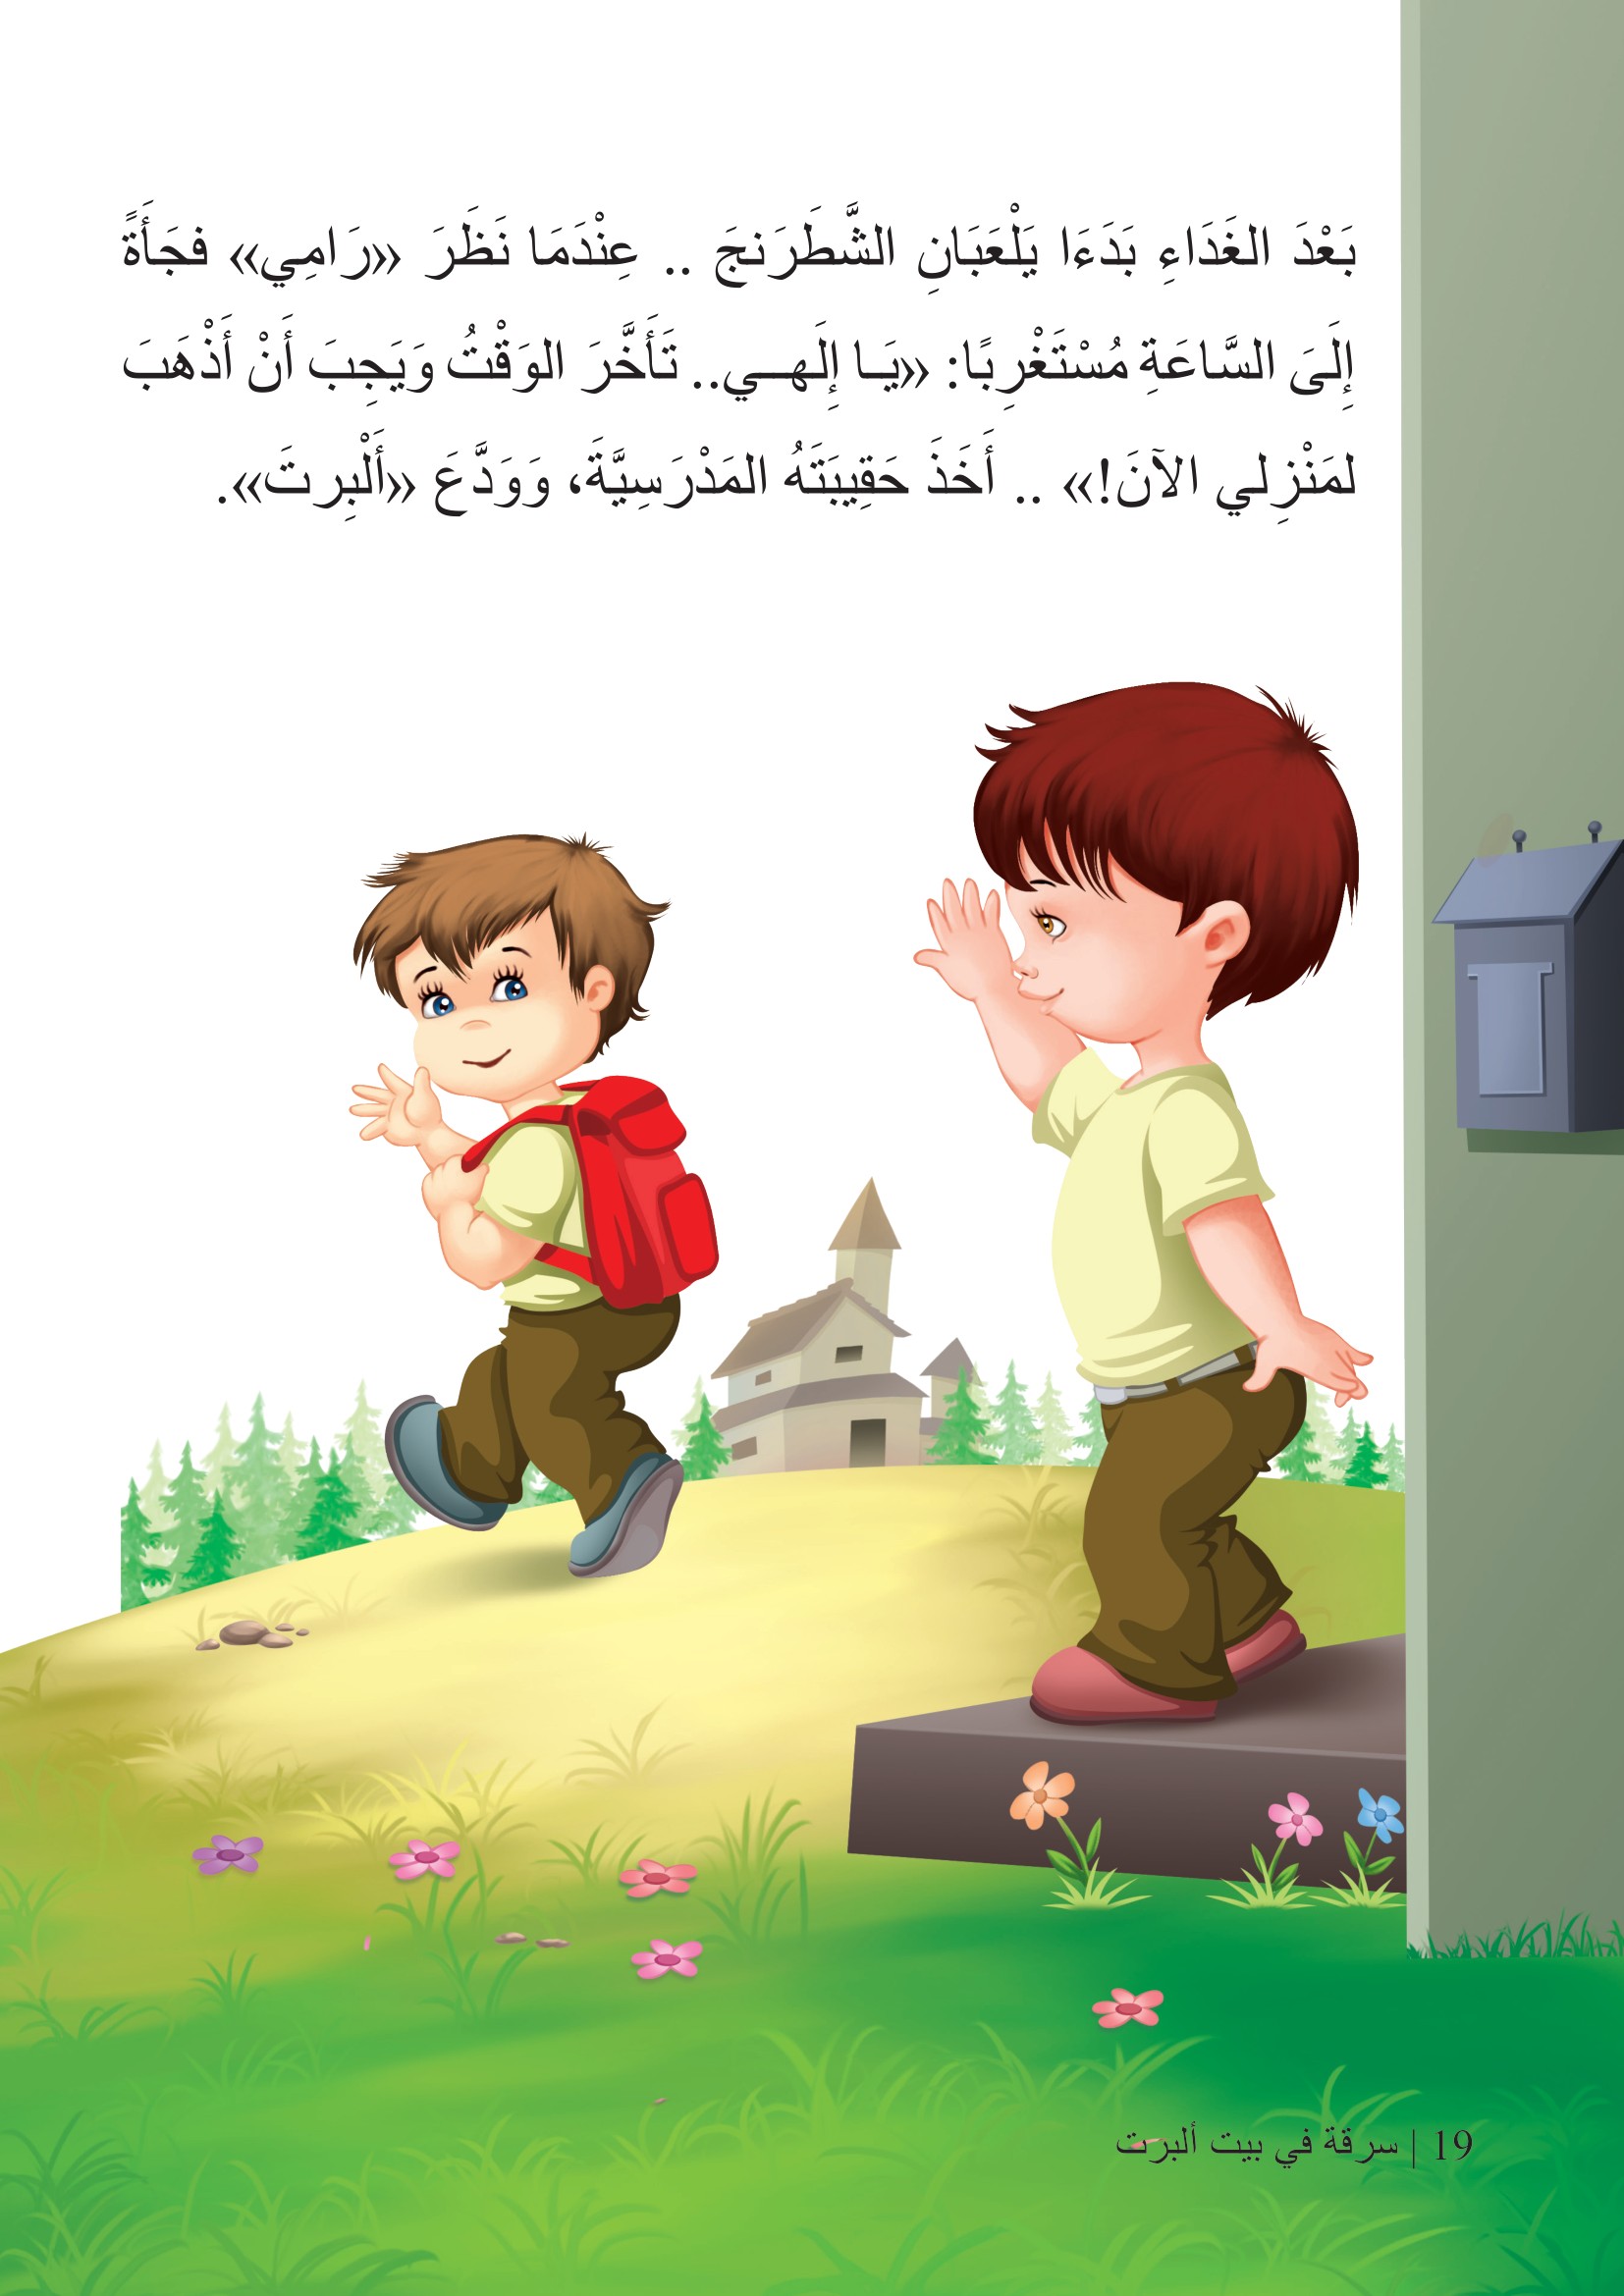 بَعْدَ الغَدَاءِ بَدَءَا يَلْعَبَانِ الشَّطَرَنجَ .. عِنْدَمَا نَظَرَ «رَامِي» فجَأَةً
إِلَىَ السَّاعَةِ مُسْتَغْرِبًا: «يَـا إِلَهـــي.. تَأَخَّرَ الوَقْتُ وَيَجِبَ أَنْ أَذْهَبَ
لمَنْزِلي الآنَ!» .. أَخَذَ حَقِيبَتَهُ المَدْرَسِيَّةَ، وَوَدَّعَ «أَلْبِرتَ».
19 | سرقة في بيت ألبرت